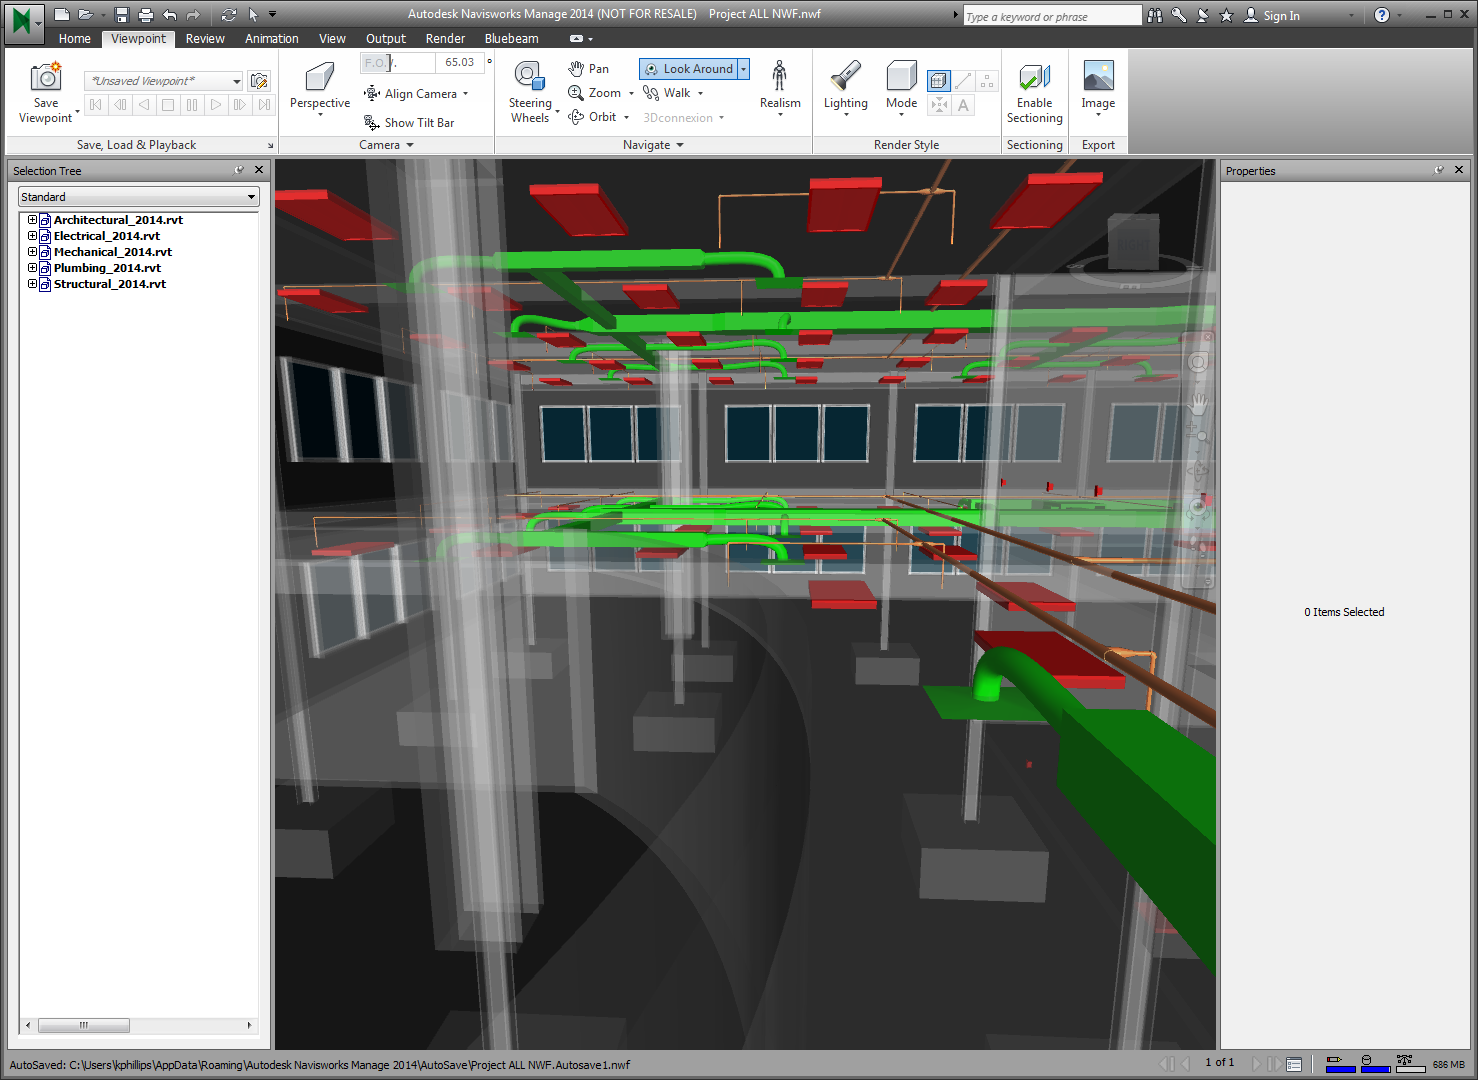 Autodesk Navisworks Manage 2014 (NOT FOR RESALE) Project ALL NWF.nwf
Type a keyword or phrase
Sign In
Home Viewpoint Review Animation View Output Render Bluebeam
Save Viewpoint
*Unsaved Viewpoint*
Save, Load & Playback
Perspective
F.O.V. 65.03 °
Align Camera
Show Tilt Bar
Camera
Steering Wheels
Pan
Zoom
Orbit
Look Around
Walk
3Dconnexion
Realism
Navigate
Lighting
Mode
A
Render Style
Enable Sectioning
Sectioning
Image
Export
Selection Tree
Standard
Architectural_2014.rvt
Electrical_2014.rvt
Mechanical_2014.rvt
Plumbing_2014.rvt
Structural_2014.rvt
Properties
0 Items Selected
AutoSaved: C:\Users\kphillips\AppData\Roaming\Autodesk Navisworks Manage 2014\AutoSave\Project ALL NWF.Autosave1.nwf
1 of 1
686 MB